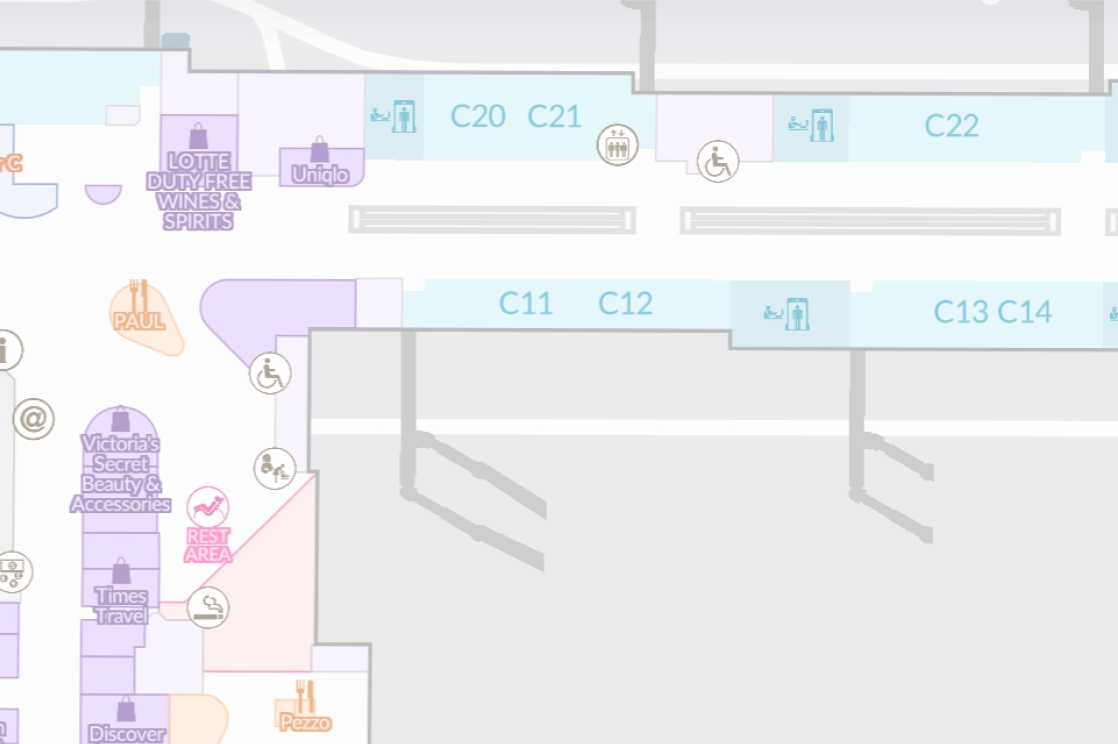 C20 C21
C22
LOTTE
DUTY FREE
WINES &
SPIRITS
Uniqlo
C11 C12
C13 C14
PAUL
i
@
Victoria's
Secret
Beauty &
Accessories
REST
AREA
Times
Travel
Pezzo
Discover